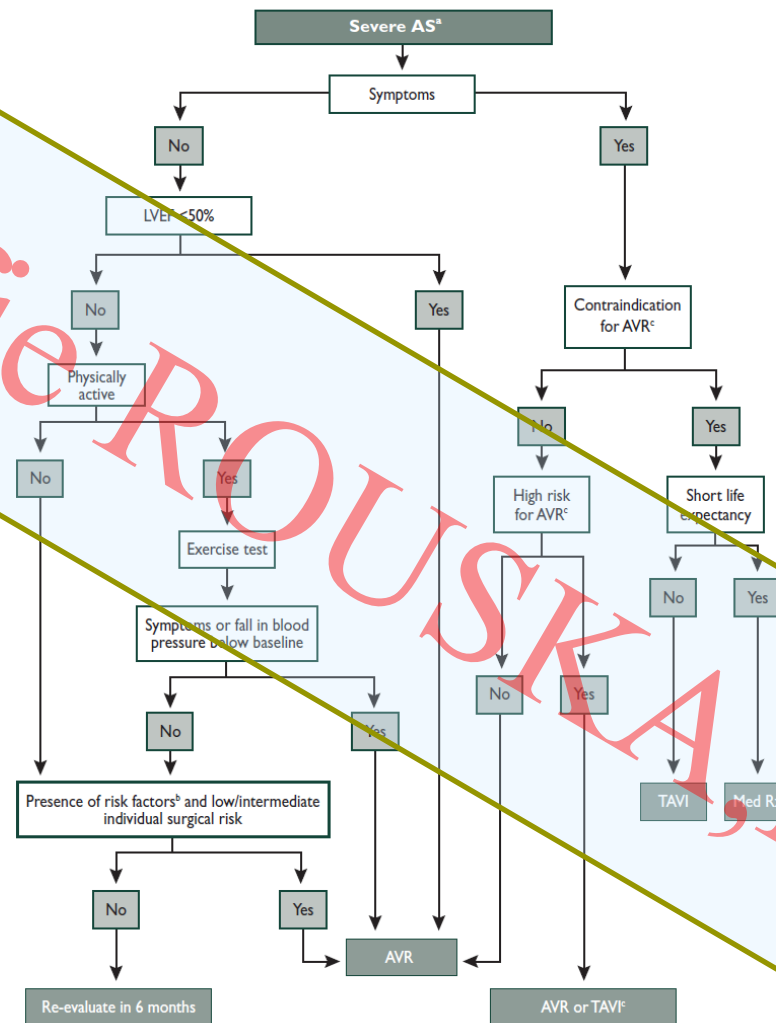 Severe ASa
Symptoms
No
Yes
LVEF <50%
No
Yes
Contraindication
for AVRc
Physically
active
No
Yes
No
Yes
High risk
for AVRc
Short life
expectancy
Exercise test
No
Yes
Symptoms or fall in blood
pressure below baseline
No
Yes
No
Yes
Presence of risk factorsb and low/intermediate
individual surgical risk
TAVI
Med
No
Yes
AVR
Re-evaluate in 6 months
AVR or TAVIc
ROUSKA,